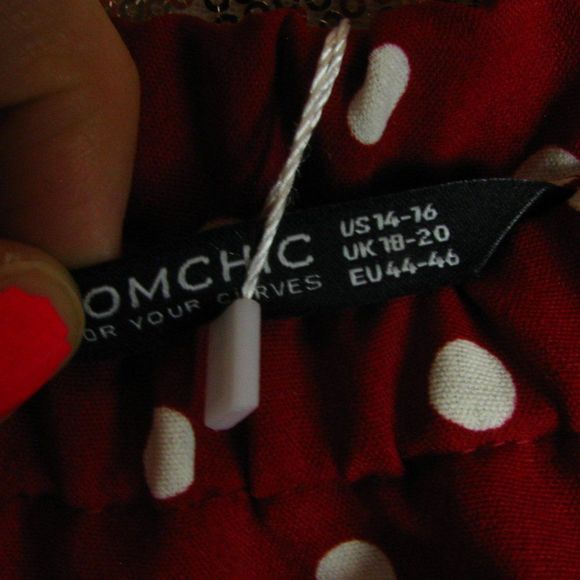 OMCHIC
OR YOUR CURVES
US 14-16
UK 18-20
EU 44-46